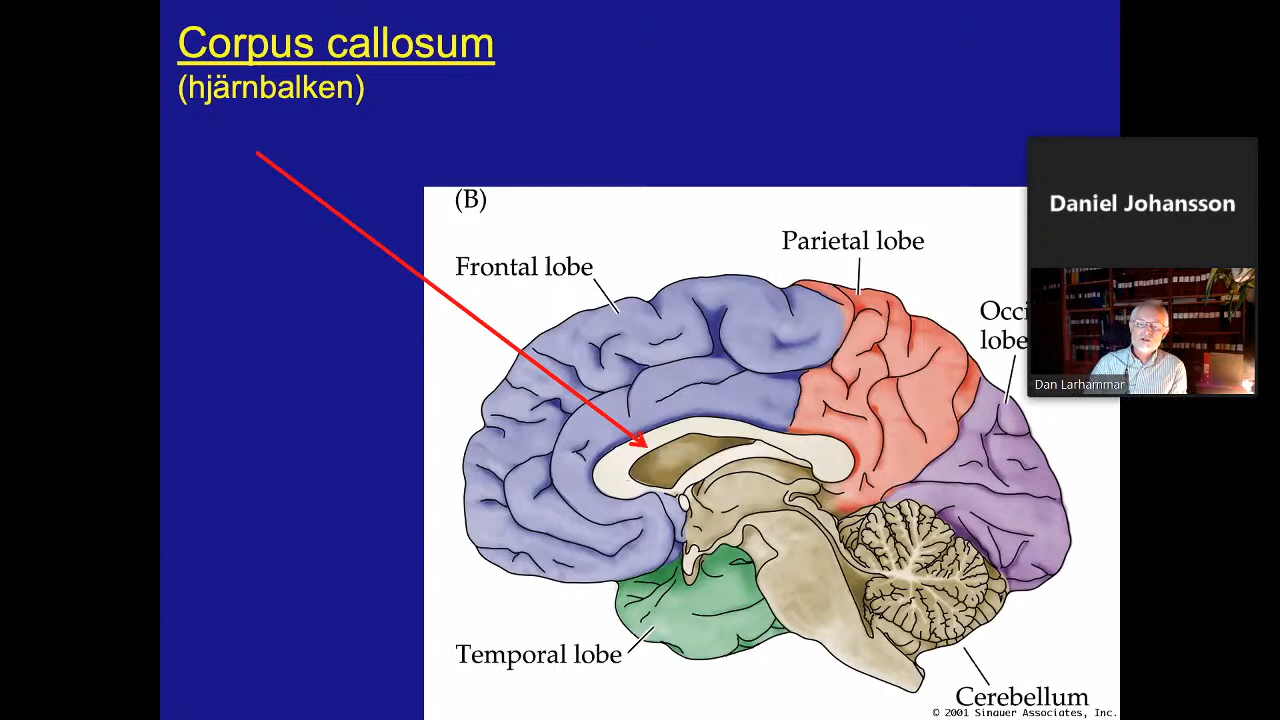 Corpus callosum
(hjärnbalken)
(B)
Parietal lobe
Frontal lobe
Daniel Johansson
Occi
lobe
Dan Larhammar
Temporal lobe
Cerebellum
© 2001 Sinauer Associates, Inc.